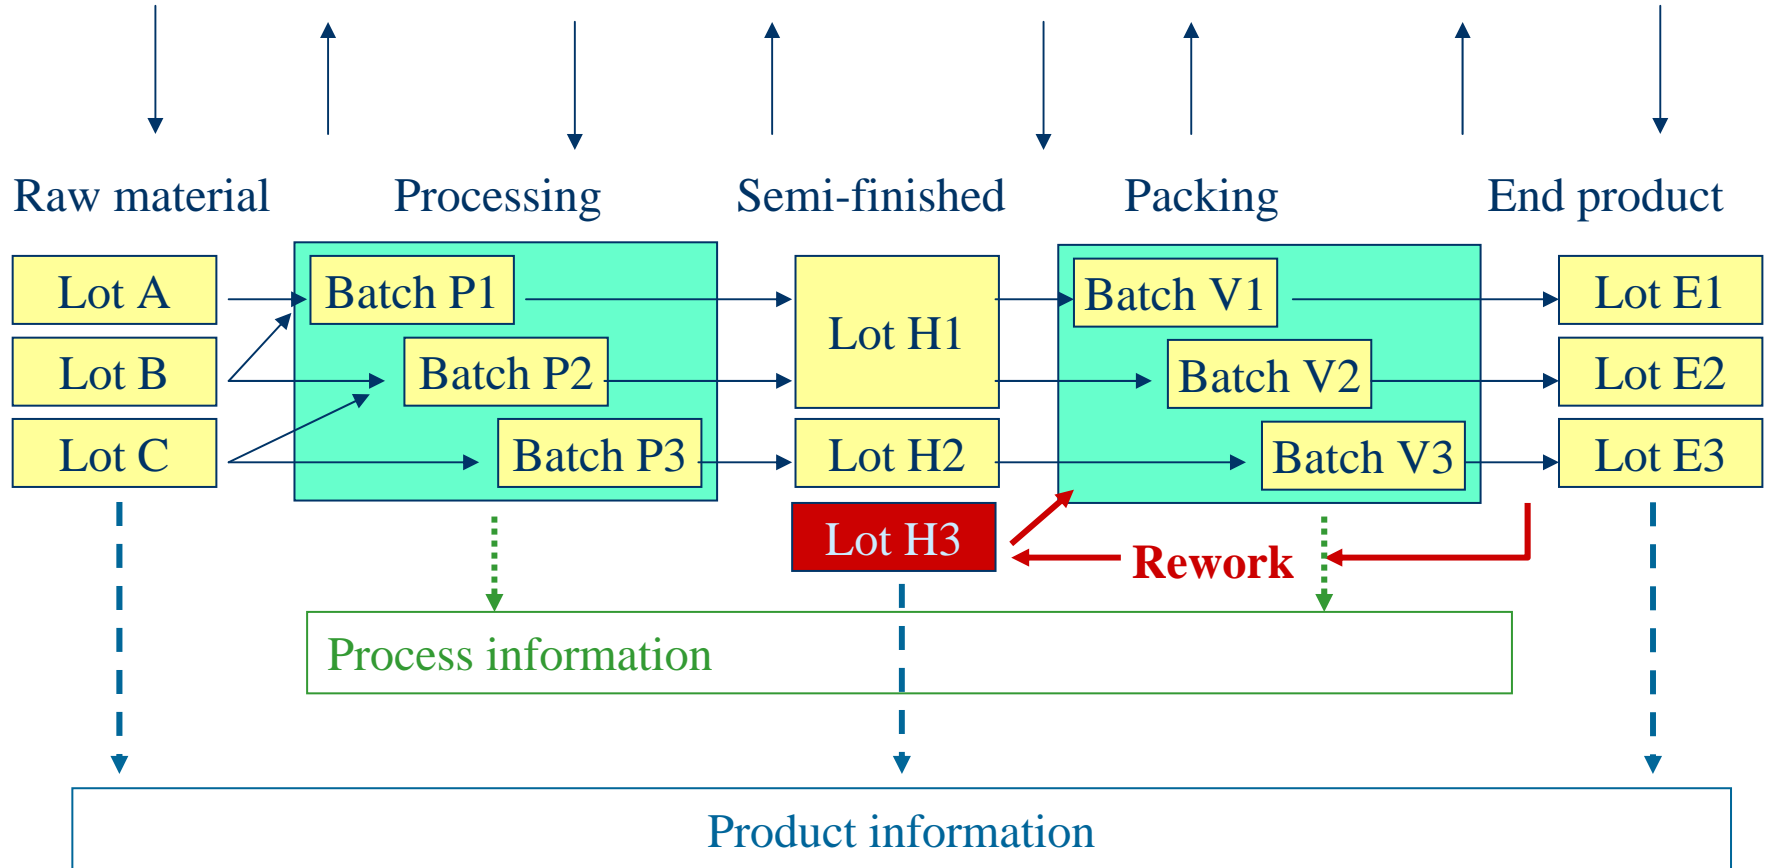 Raw material Processing Semi-finished Packing End product
Lot A Batch P1 Lot H1 Batch V1 Lot E1
Lot B Batch P2 Batch V2 Lot E2
Lot C Batch P3 Lot H2 Batch V3 Lot E3
Lot H3 Rework
Process information
Product information